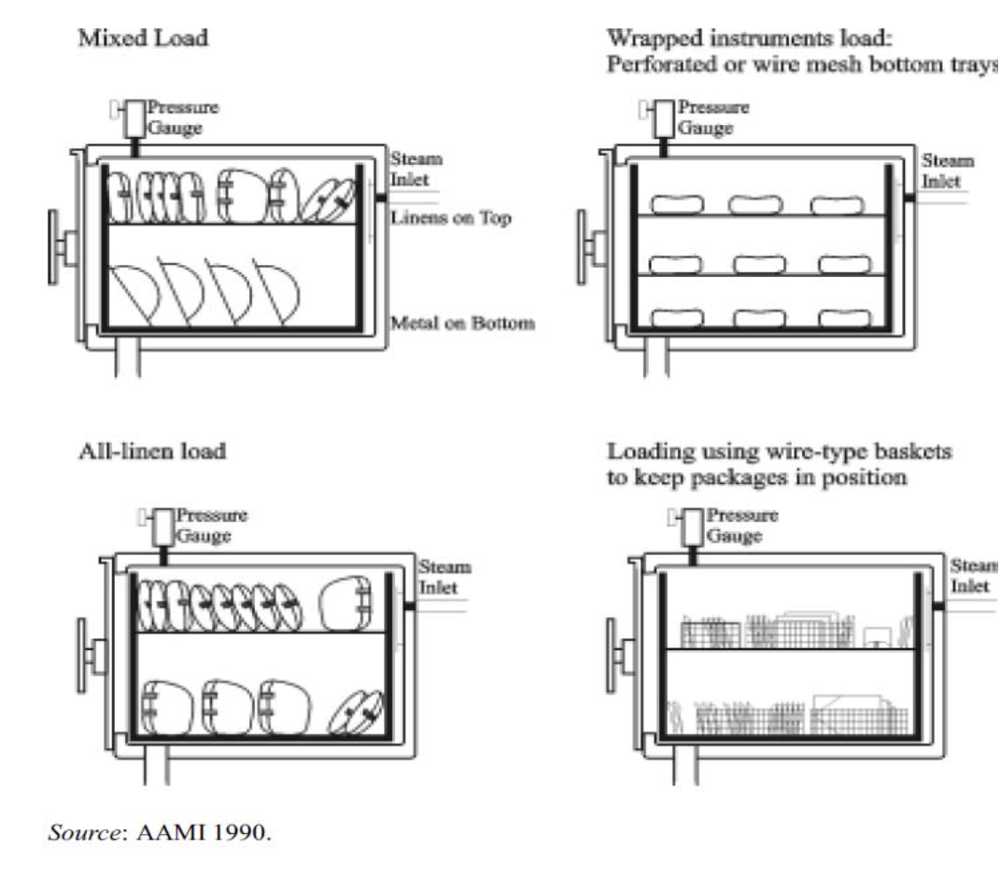 Mixed Load
Pressure
Gauge
Steam
Inlet
Linens on Top
Metal on Bottom
Wrapped instruments load:
Perforated or wire mesh bottom trays
Pressure
Gauge
Steam
Inlet
All-linen load
Pressure
Gauge
Steam
Inlet
Loading using wire-type baskets
to keep packages in position
Pressure
Gauge
Steam
Inlet
Source: AAMI 1990.